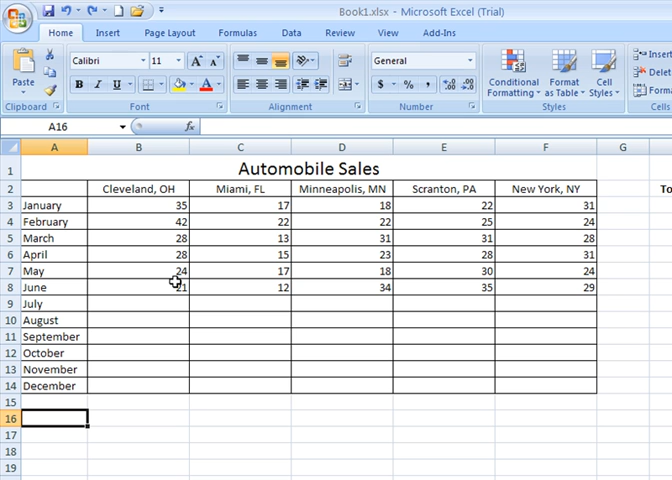 Book1.xlsx - Microsoft Excel (Trial)
Home Insert Page Layout Formulas Data Review View Add-Ins
Paste Calibri 11 A A General Conditional Formatting Format as Table Cell Styles Insert
B I U A $ % , .0 .00 .00 .0 Delete
Clipboard Font Alignment Number Styles Cells
A16 fx
A B C D E F G
1 Automobile Sales
2 Cleveland, OH Miami, FL Minneapolis, MN Scranton, PA New York, NY To
3 January 35 17 18 22 31
4 February 42 22 22 25 24
5 March 28 13 31 31 28
6 April 28 15 23 28 31
7 May 24 17 18 30 24
8 June 21 12 34 35 29
9 July
10 August
11 September
12 October
13 November
14 December
15
16
17
18
19